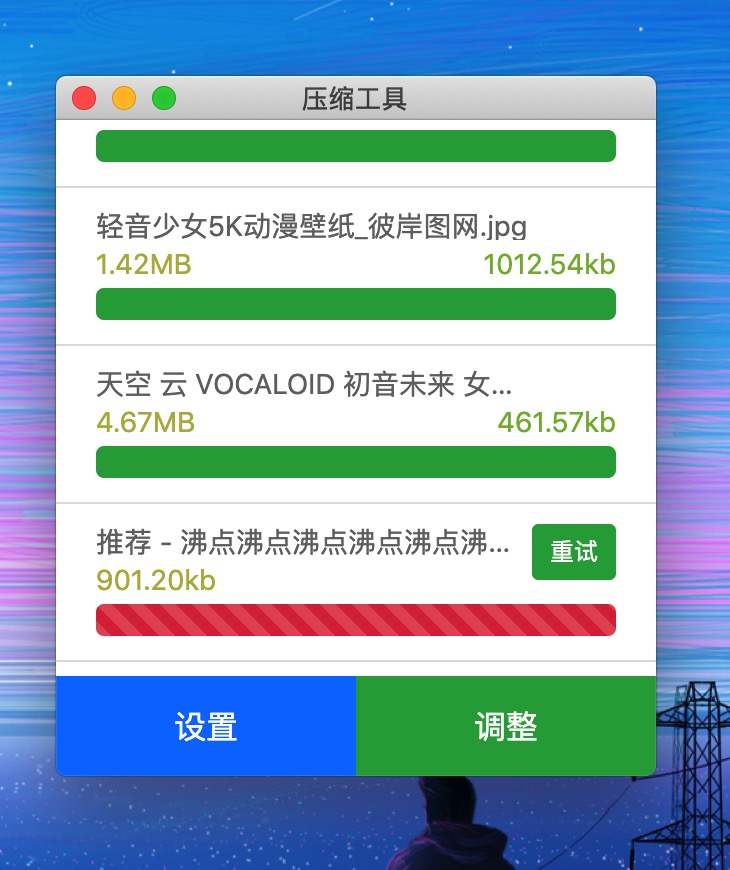 压缩工具
轻音少女5K动漫壁纸_彼岸图网.jpg
1.42MB 1012.54kb
天空 云 VOCALOID 初音未来 女...
4.67MB 461.57kb
推荐 - 沸点沸点沸点沸点沸点沸...
重试
901.20kb
设置 调整